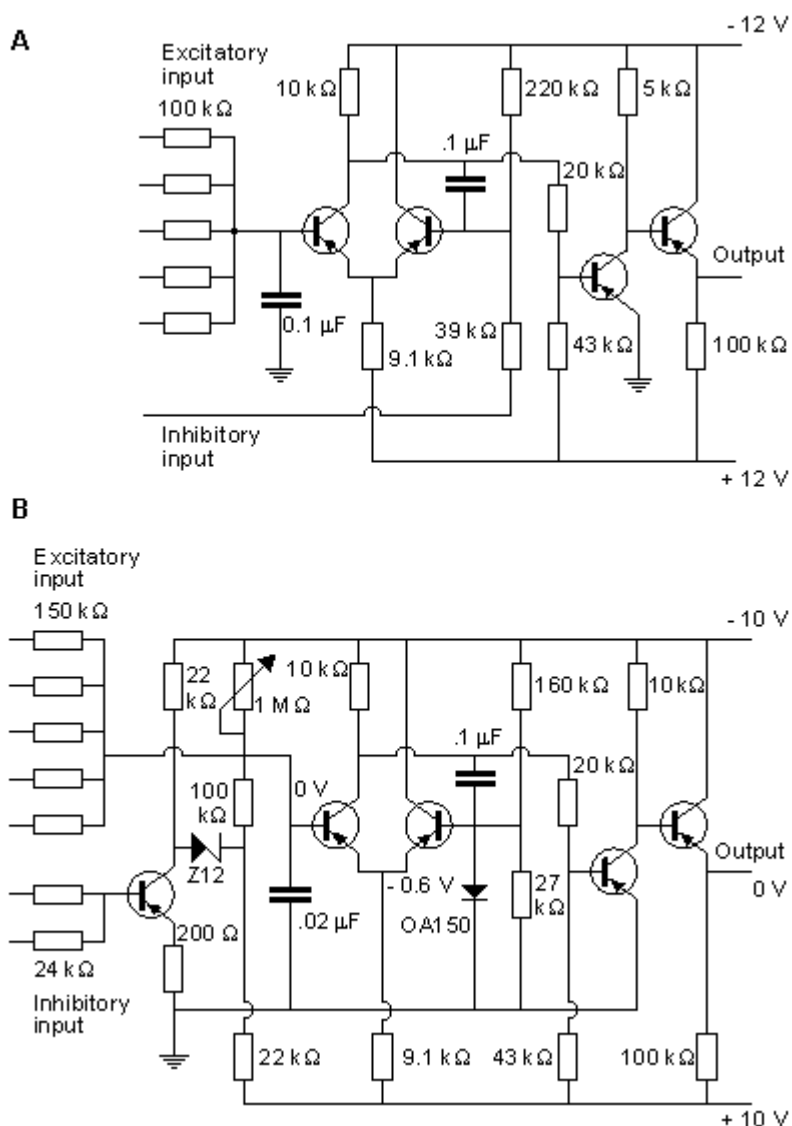 A
- 12 V
Excitatory
input
100 kΩ
10 kΩ
220 kΩ
5 kΩ
.1 µF
20 kΩ
Output
0.1 µF
9.1 kΩ
39 kΩ
43 kΩ
100 kΩ
Inhibitory
input
+ 12 V
B
Excitatory
input
150 kΩ
- 10 V
22
kΩ
1 M Ω
10 kΩ
160 kΩ
10 kΩ
.1 µF
20 kΩ
100
kΩ
0 V
Z12
- 0.6 V
OA150
27
kΩ
Output
0 V
.02 µF
200 Ω
24 kΩ
Inhibitory
input
22 kΩ
9.1 kΩ
43 kΩ
100 kΩ
+ 10 V